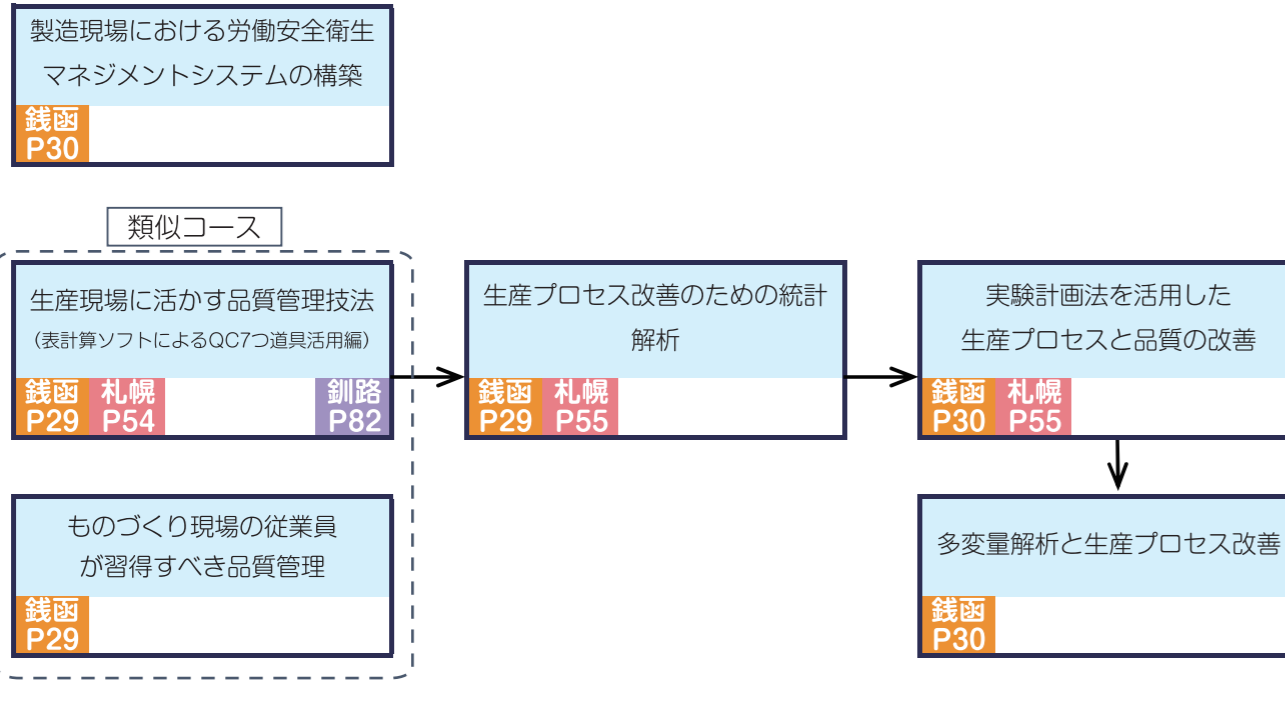 製造現場における労働安全衛生
マネジメントシステムの構築
銭函
P30
類似コース
生産現場に活かす品質管理技法
（表計算ソフトによるQC7つ道具活用編）
銭函
P29
札幌
P54
釧路
P82
生産プロセス改善のための統計
解析
銭函
P29
札幌
P55
実験計画法を活用した
生産プロセスと品質の改善
銭函
P30
札幌
P55
ものづくり現場の従業員
が習得すべき品質管理
銭函
P29
多変量解析と生産プロセス改善
銭函
P30